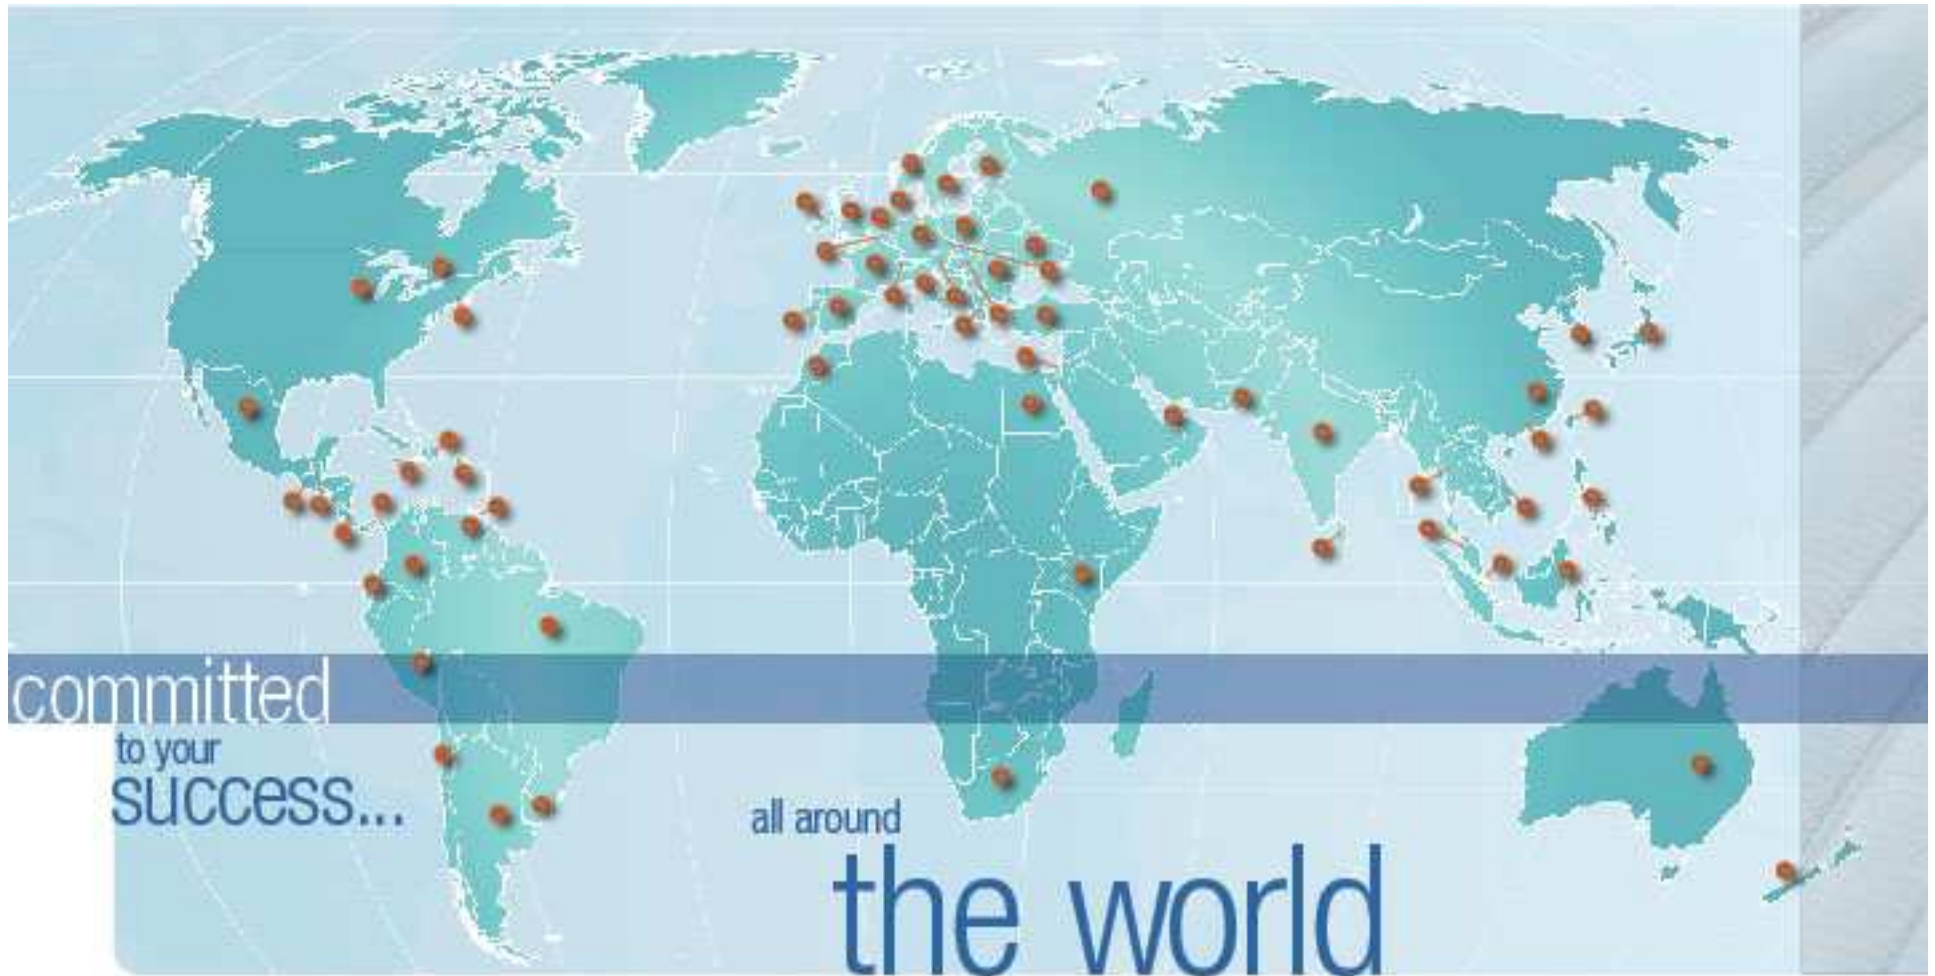 committed
to your
success...
all around
the world